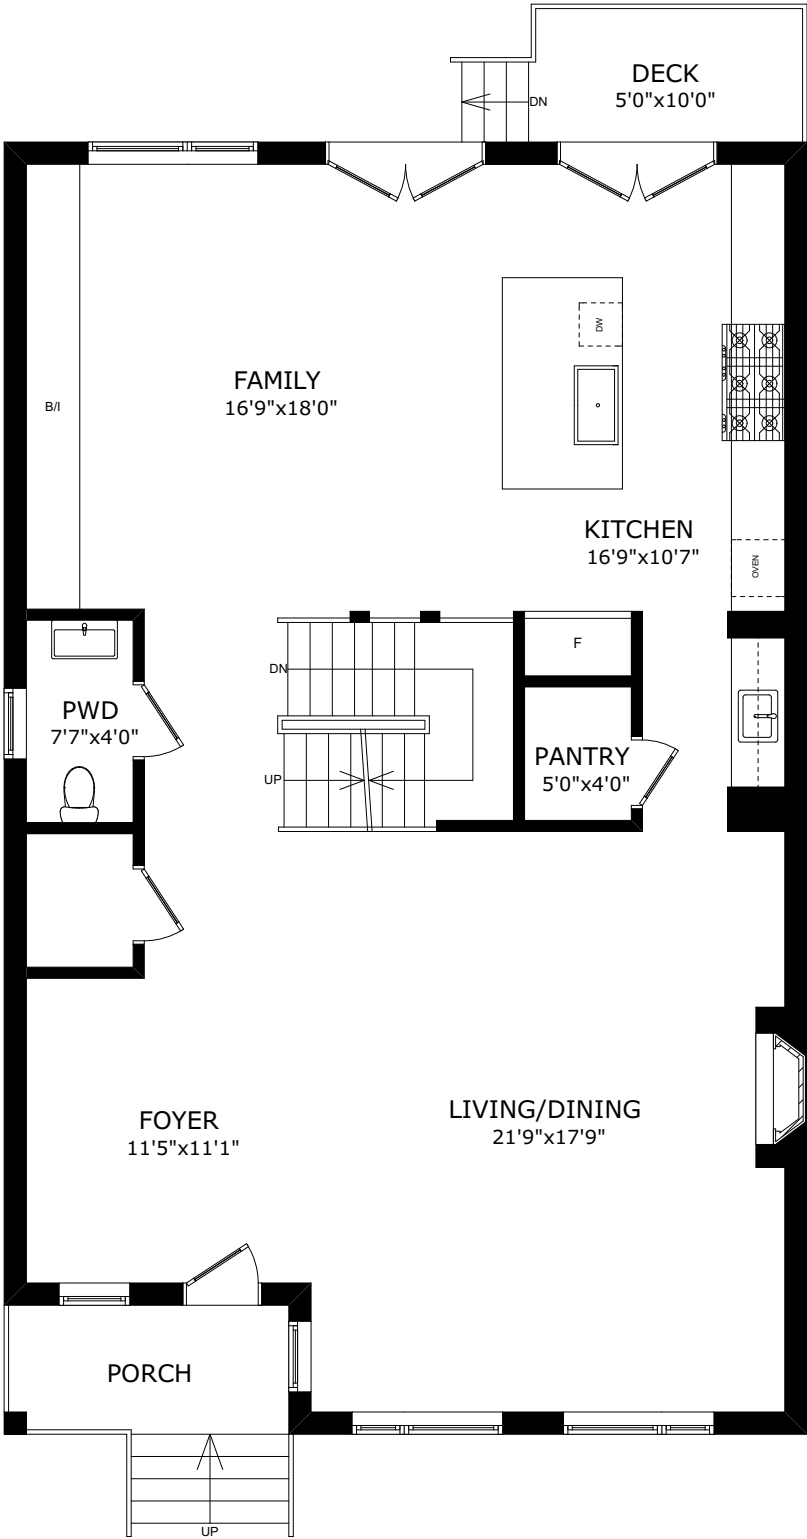 DECK
5'0"x10'0"
DN
FAMILY
16'9"x18'0"
B/I
DW
KITCHEN
16'9"x10'7"
OVEN
F
DN
PWD
7'7"x4'0"
UP
PANTRY
5'0"x4'0"
FOYER
11'5"x11'1"
LIVING/DINING
21'9"x17'9"
PORCH
UP